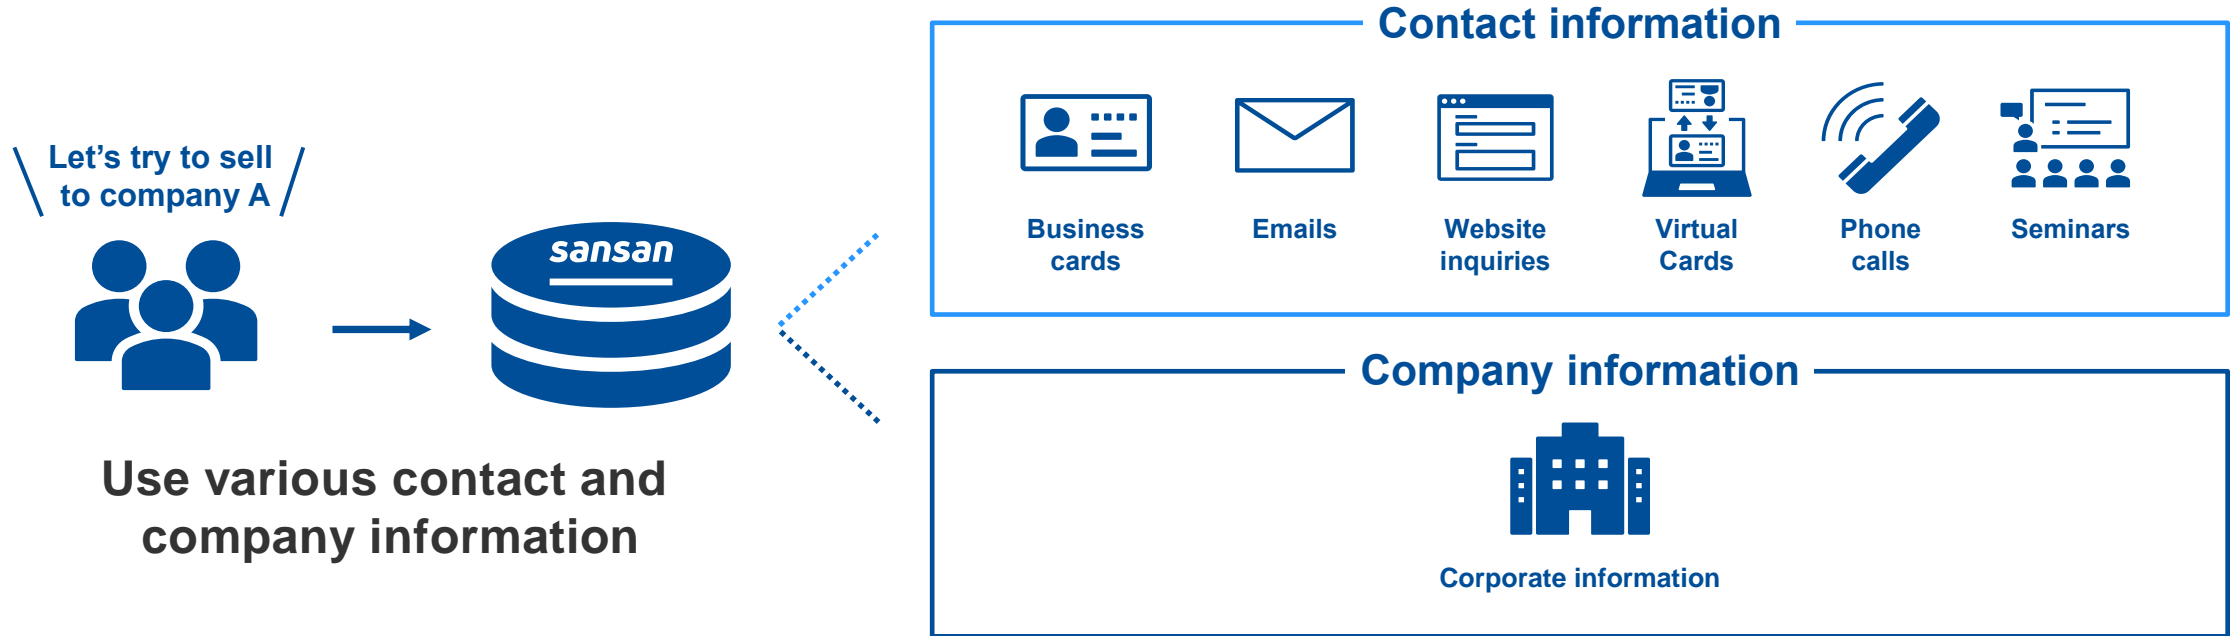 Let's try to sell
to company A
sansan
Use various contact and
company information
Contact information
Business
cards
Emails
Website
inquiries
Virtual
Cards
Phone
calls
Seminars
Company information
Corporate information